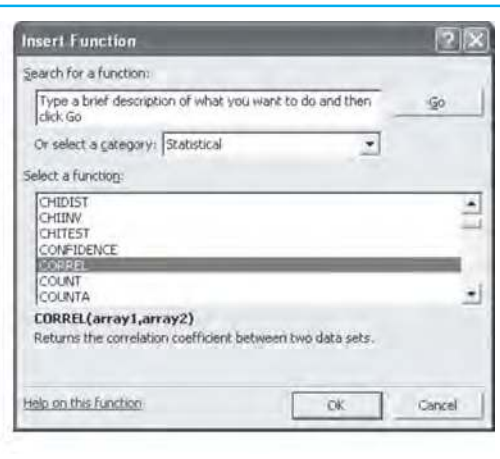 Insert Function
Search for a function:
Type a brief description of what you want to do and then
click Go
Go
Or select a category: Statistical
Select a function:
CHIDIST
CHIINV
CHITEST
CONFIDENCE
CORREL
COUNT
COUNTA
CORREL(array1,array2)
Returns the correlation coefficient between two data sets.
Help on this function
OK
Cancel